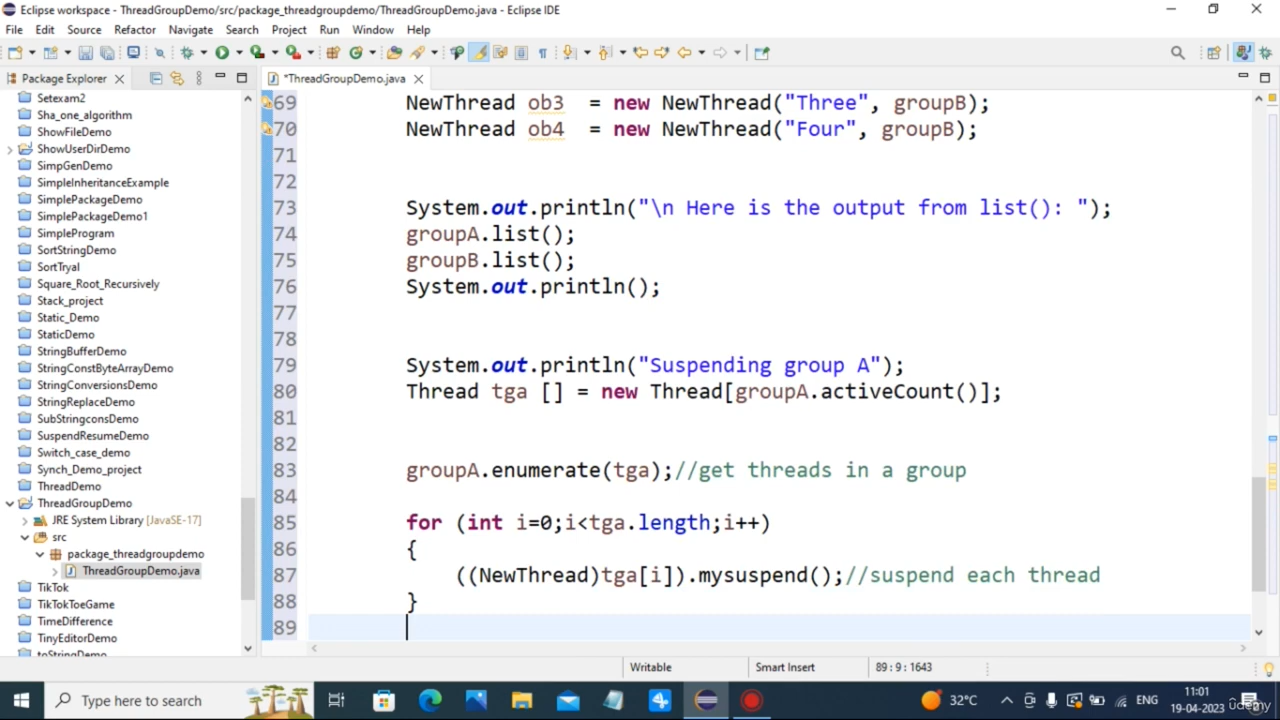 Eclipse workspace - ThreadGroupDemo/src/package_threadgroupdemo/ThreadGroupDemo.java - Eclipse IDE
File Edit Source Refactor Navigate Search Project Run Window Help
Package Explorer
*ThreadGroupDemo.java
Setexam2
Sha_one_algorithm
ShowFileDemo
ShowUserDirDemo
SimpGenDemo
SimpleInheritanceExample
SimplePackageDemo
SimplePackageDemo1
SimpleProgram
SortStringDemo
SortTryal
Square_Root_Recursively
Stack_project
Static_Demo
StaticDemo
StringBufferDemo
StringConstByteArrayDemo
StringConversionsDemo
StringReplaceDemo
SubStringconsDemo
SuspendResumeDemo
Switch_case_demo
Synch_Demo_project
ThreadDemo
ThreadGroupDemo
JRE System Library [JavaSE-17]
src
package_threadgroupdemo
ThreadGroupDemo.java
TikTok
TikTokToeGame
TimeDifference
TinyEditorDemo
toStringDemo
69 NewThread ob3 = new NewThread("Three", groupB);
70 NewThread ob4 = new NewThread("Four", groupB);
71
72
73 System.out.println("\n Here is the output from list(): ");
74 groupA.list();
75 groupB.list();
76 System.out.println();
77
78
79 System.out.println("Suspending group A");
80 Thread tga [] = new Thread[groupA.activeCount()];
81
82
83 groupA.enumerate(tga);//get threads in a group
84
85 for (int i=0;i<tga.length;i++)
86 {
87 ((NewThread)tga[i]).mysuspend();//suspend each thread
88 }
89
Writable Smart Insert 89 : 9 : 1643
Type here to search
32°C ENG 11:01
19-04-2023
udemy